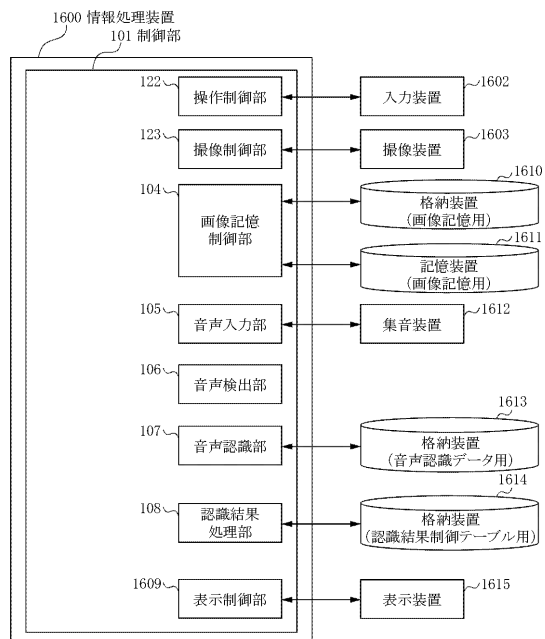 1600 情報処理装置
101 制御部
122
操作制御部
入力装置
1602
123
撮像制御部
撮像装置
1603
104
画像記憶
制御部
1610
格納装置
(画像記憶用)
1611
記憶装置
(画像記憶用)
105
音声入力部
集音装置
1612
106
音声検出部
107
音声認識部
1613
格納装置
(音声認識データ用)
108
認識結果
処理部
1614
格納装置
(認識結果制御テーブル用)
1609
表示制御部
表示装置
1615